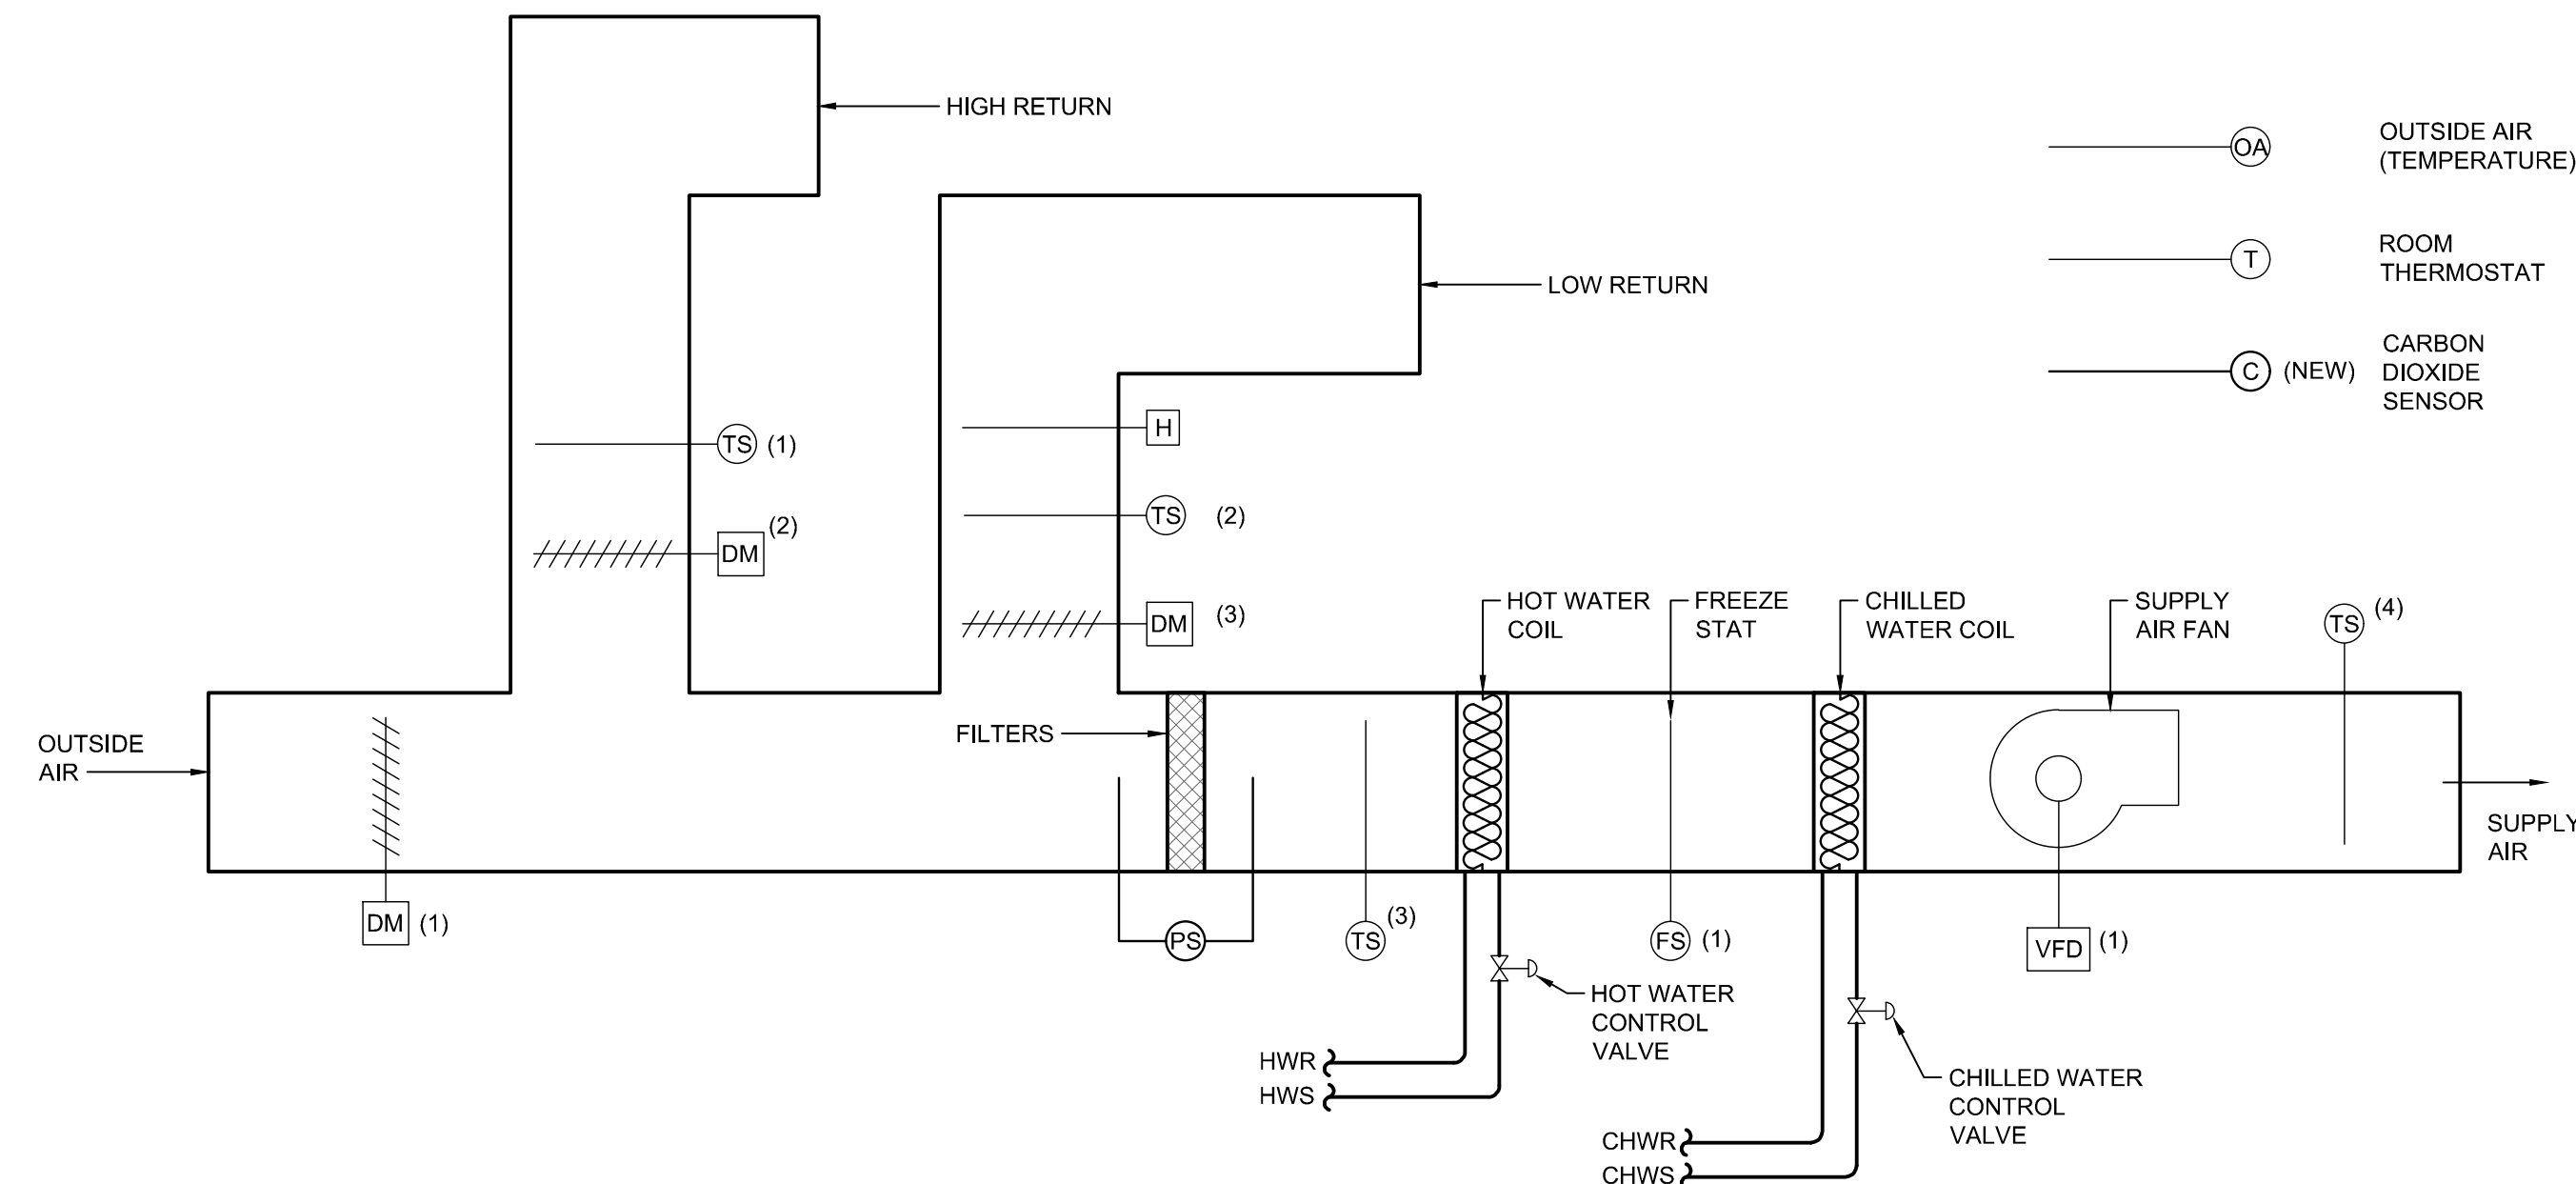 HIGH RETURN
OA
OUTSIDE AIR
(TEMPERATURE)
T
ROOM
THERMOSTAT
LOW RETURN
C
(NEW)
CARBON
DIOXIDE
SENSOR
H
TS (1)
TS (2)
DM (2)
DM (3)
HOT WATER
COIL
FREEZE
STAT
CHILLED
WATER COIL
SUPPLY
AIR FAN
TS (4)
OUTSIDE
AIR
FILTERS
SUPPLY
AIR
DM (1)
PS
TS (3)
FS (1)
VFD (1)
HOT WATER
CONTROL
VALVE
HWR
HWS
CHILLED WATER
CONTROL
VALVE
CHWR
CHWS